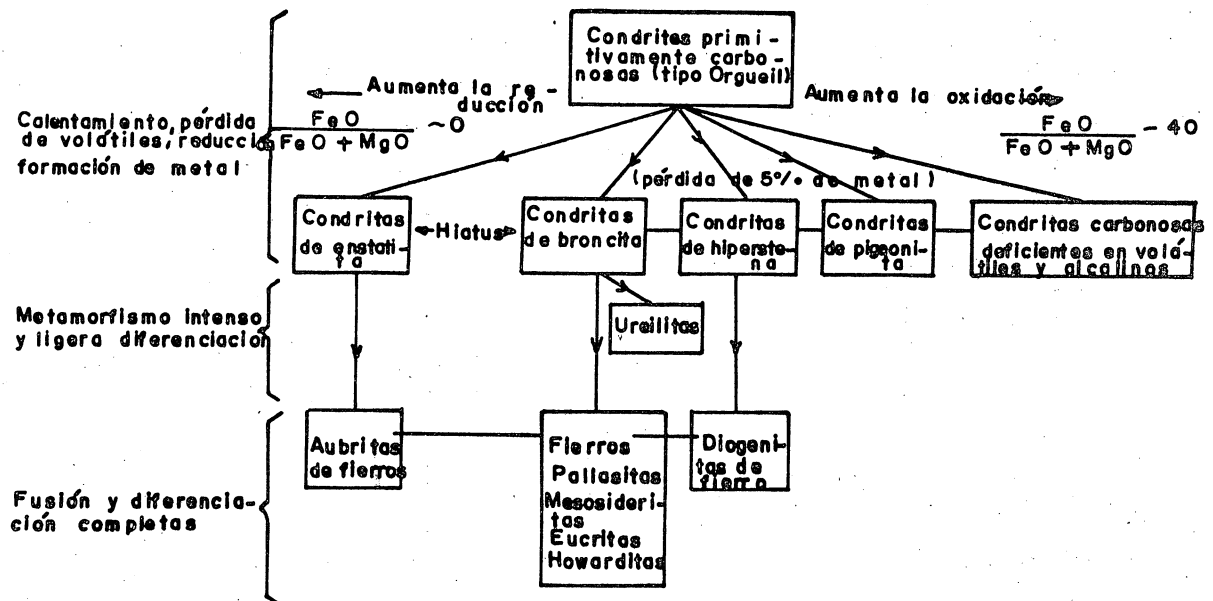 Condrites primi-
tivamente carbo-
nosas (tipo Orgueil)
Aumenta la re-
ducción
Aumenta la oxidación
Calentamiento, pérdida
de volátiles, reducció
formación de metal
FeO
FeO + MgO
~0
FeO
FeO + MgO
- 40
(pérdida de 5% de metal)
Condritas
de enstati-
ta
Hiatus
Condritas
de broncita
Condritas
de hiperste-
na
Condritas
de pigeoni-
ta
Condritas carbonosas
deficientes en volá-
tiles y alcalinos
Metamorfismo intenso
y ligera diferenciación
Ureilitas
Fusión y diferencia-
ción completas
Aubritas
de fierros
Fierros
Pallasitas
Mesosideri-
tas
Eucritas
Howarditas
Diogeni-
tas de
fierro